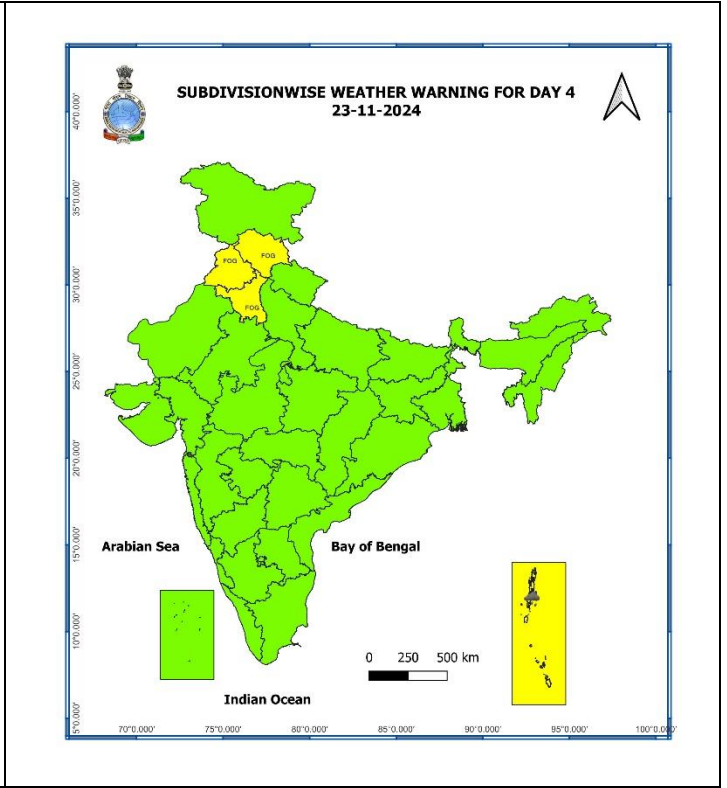 SUBDIVISIONWISE WEATHER WARNING FOR DAY 4
23-11-2024
40°0.000'
35°0.000'
30°0.000'
25°0.000'
20°0.000'
15°0.000'
10°0.000'
5°0.000'
FOG
FOG
FOG
Arabian Sea
Bay of Bengal
0 250 500 km
Indian Ocean
70°0.000' 75°0.000' 80°0.000' 85°0.000' 90°0.000' 95°0.000' 100°0.000'